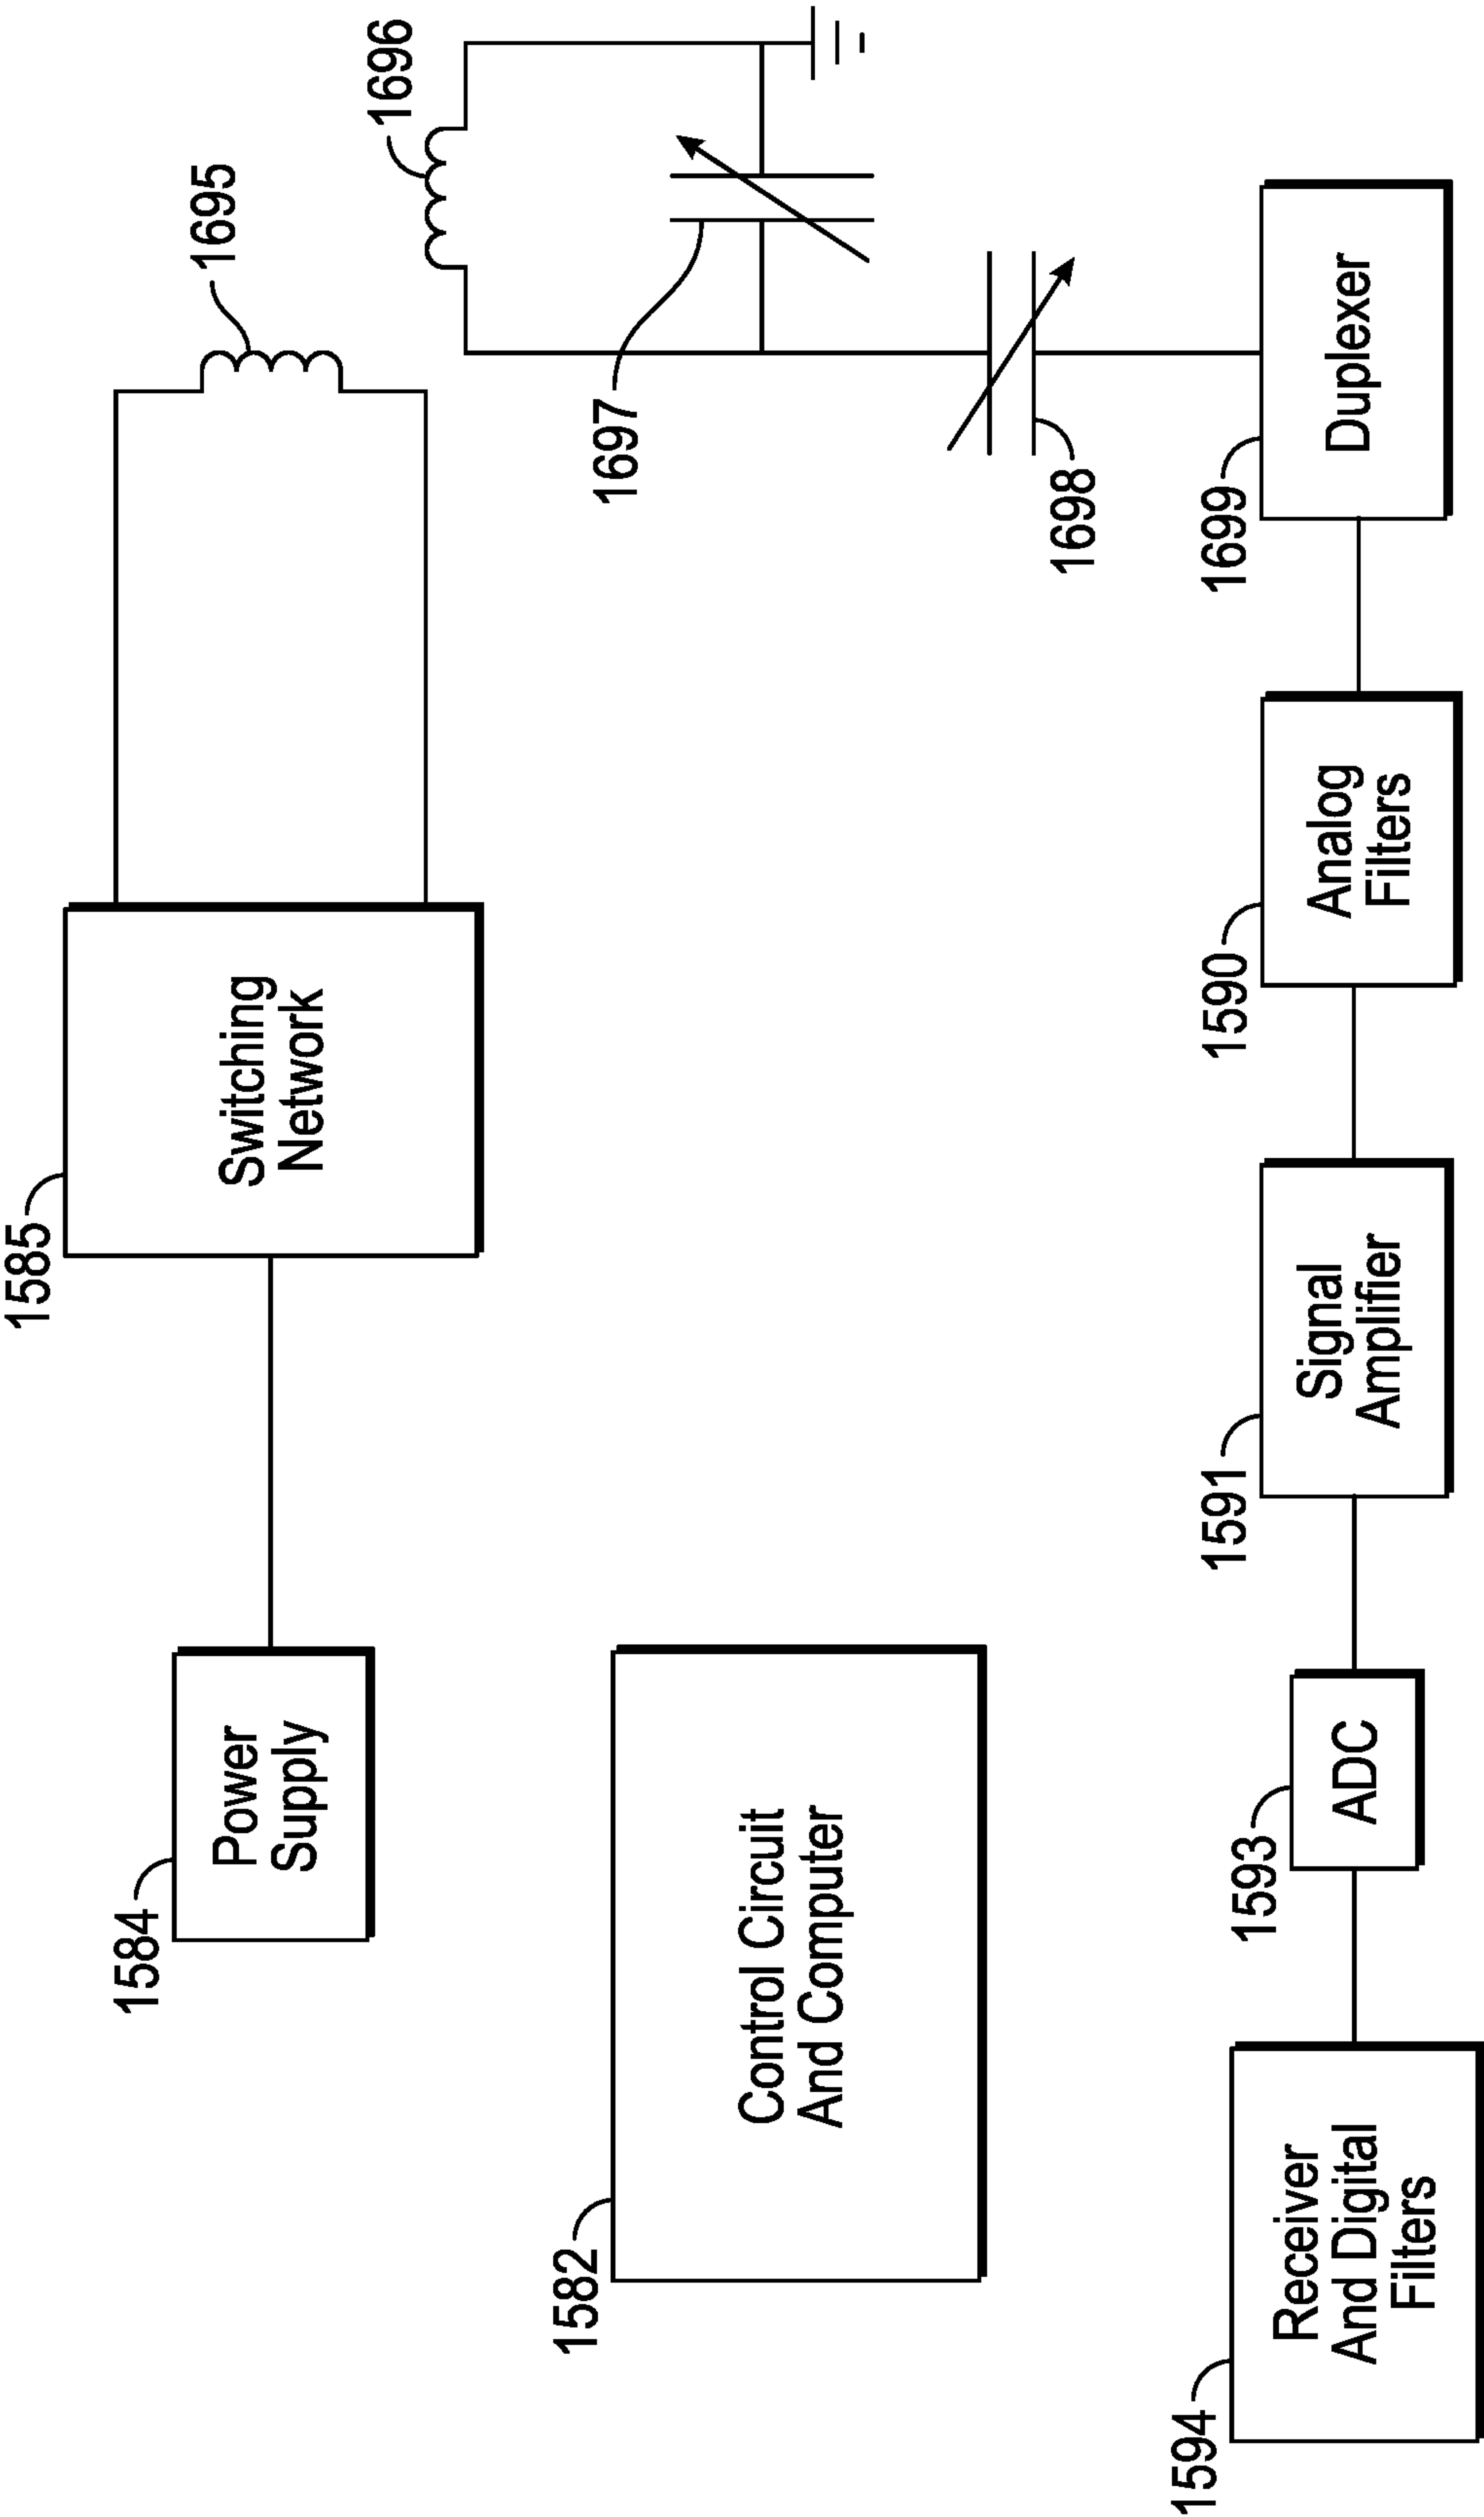 1585
1695
1696
1584
Power
Supply
Switching
Network
1697
1582
Control Circuit
And Computer
1698
1594
1593
1591
1590
1699
Receiver
And Digital
Filters
ADC
Signal
Amplifier
Analog
Filters
Duplexer